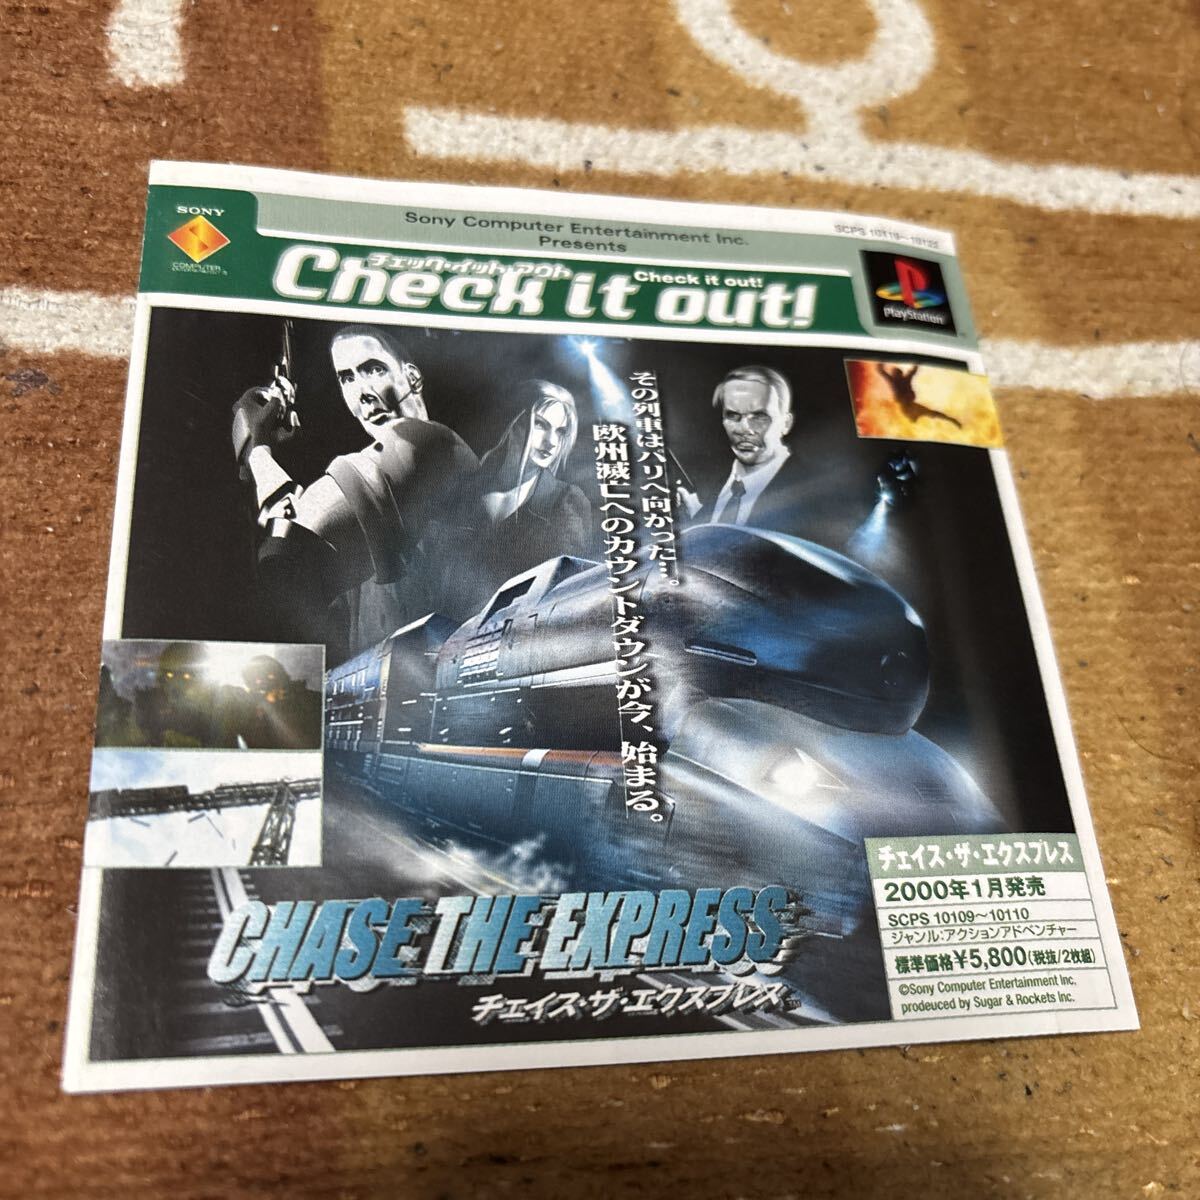 SONY
COMPUTER
ENTERTAINMENT®
Sony Computer Entertainment Inc.
Presents
チェック・イット・アウト
Check it out!
Check it out!
SCPS 10119〜10122
PlayStation
その列車はパリへ向かった…。
欧州滅亡へのカウントダウンが今、始まる。
CHASE THE EXPRESS
チェイス・ザ・エクスプレス™
チェイス・ザ・エクスプレス
2000年1月発売
SCPS 10109〜10110
ジャンル:アクションアドベンチャー
標準価格¥5,800(税抜/2枚組)
©Sony Computer Entertainment Inc.
prodeuced by Sugar & Rockets Inc.